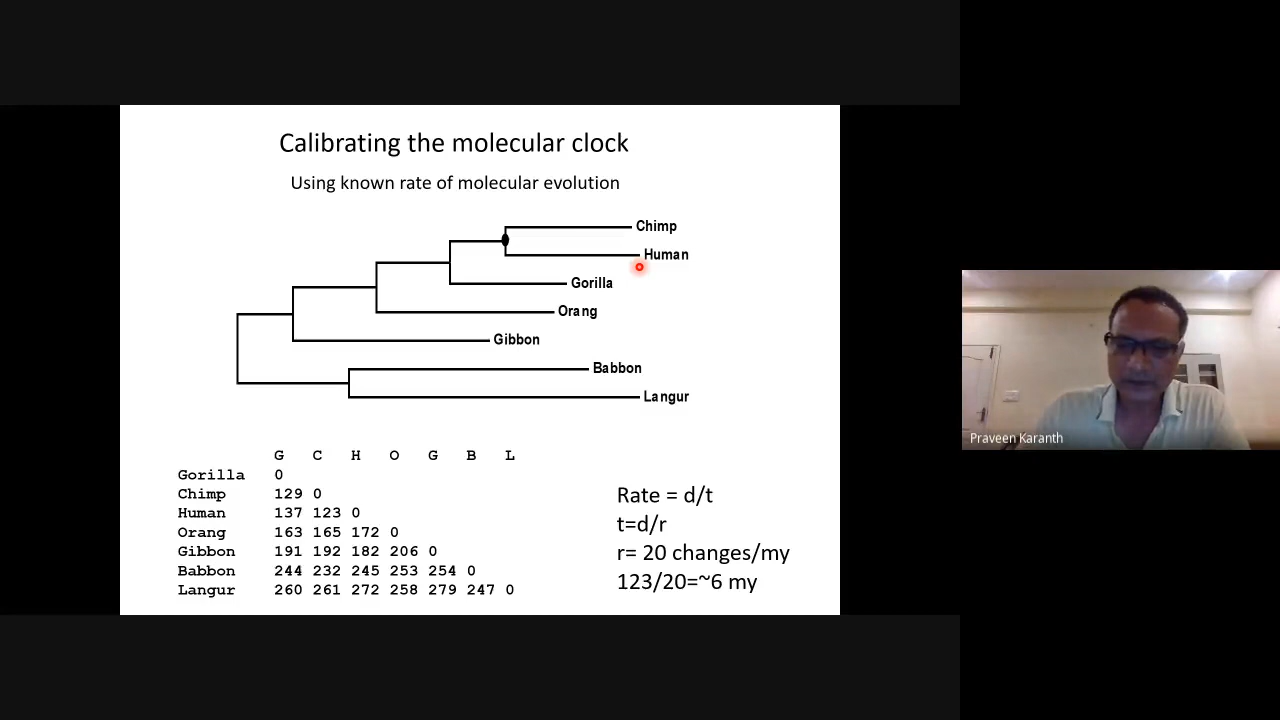 Calibrating the molecular clock
Using known rate of molecular evolution
Chimp
Human
Gorilla
Orang
Gibbon
Babbon
Langur
G C H O G B L
Gorilla 0
Chimp 129 0
Human 137 123 0
Orang 163 165 172 0
Gibbon 191 192 182 206 0
Babbon 244 232 245 253 254 0
Langur 260 261 272 258 279 247 0
Rate = d/t
t=d/r
r= 20 changes/my
123/20=~6 my
Praveen Karanth